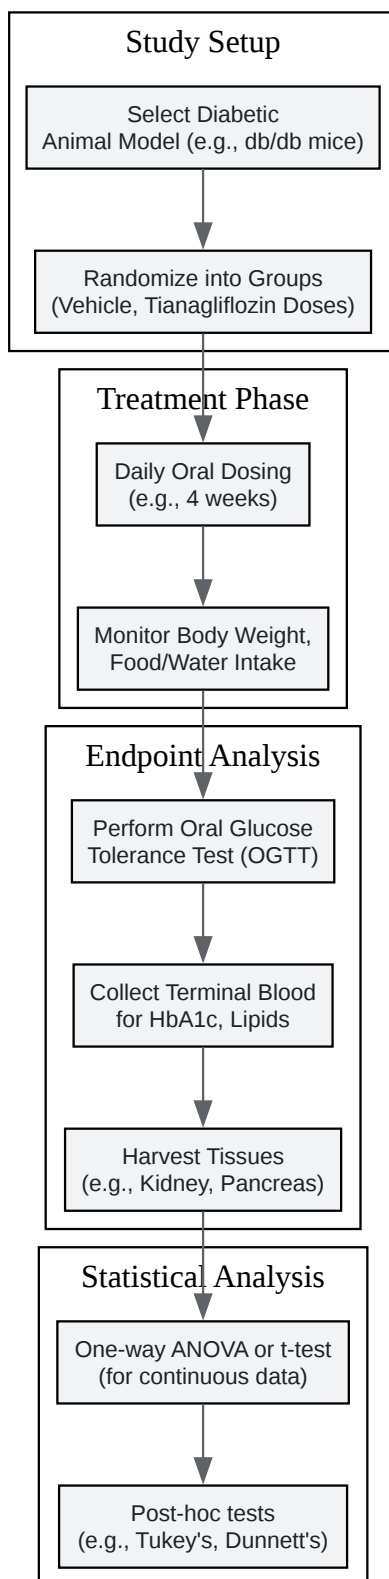 Study Setup
Select Diabetic
Animal Model (e.g., db/db mice)
Randomize into Groups
(Vehicle, Tianagliflozin Doses)
Treatment Phase
Daily Oral Dosing
(e.g., 4 weeks)
Monitor Body Weight,
Food/Water Intake
Endpoint Analysis
Perform Oral Glucose
Tolerance Test (OGTT)
Collect Terminal Blood
for HbA1c, Lipids
Harvest Tissues
(e.g., Kidney, Pancreas)
Statistical Analysis
One-way ANOVA or t-test
(for continuous data)
Post-hoc tests
(e.g., Tukey's, Dunnett's)